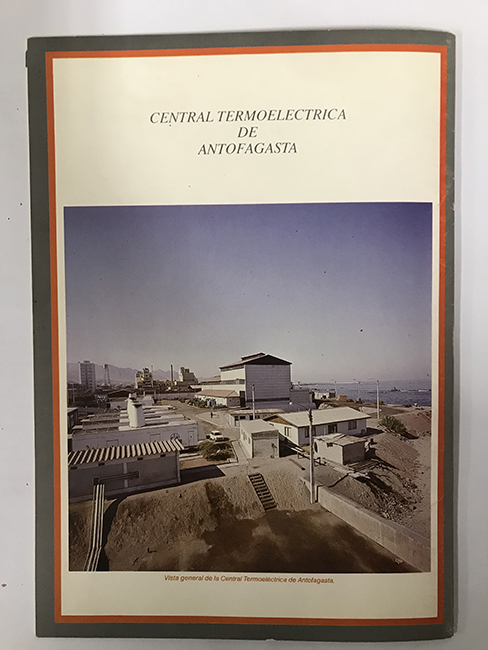 CENTRAL TERMOELECTRICA
DE
ANTOFAGASTA
Vista general de la Central Termoeléctrica de Antofagasta.